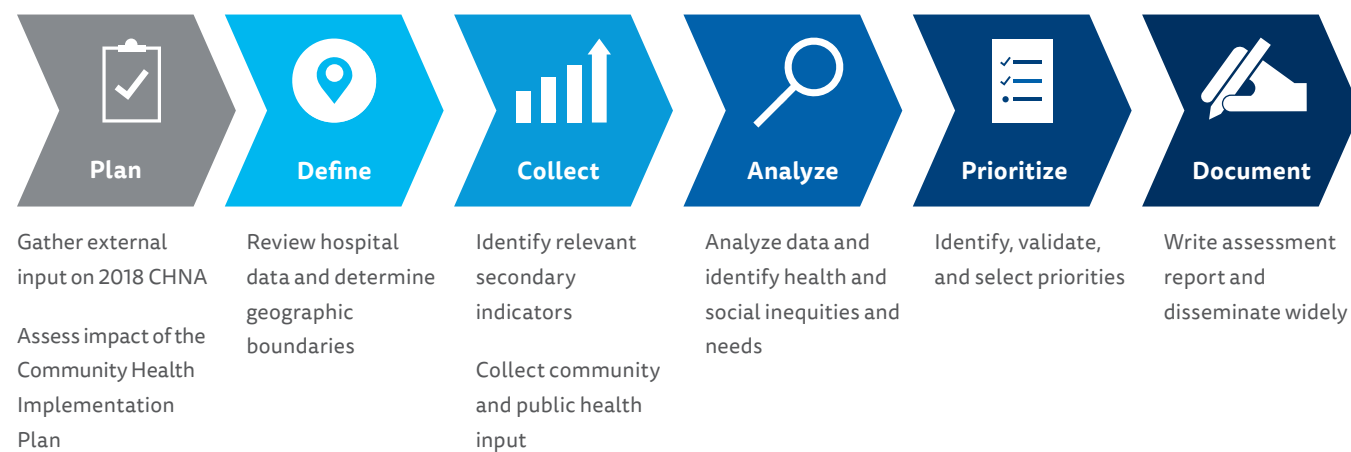 Plan
Gather external
input on 2018 CHNA
Assess impact of the
Community Health
Implementation
Plan
Define
Review hospital
data and determine
geographic
boundaries
Collect
Identify relevant
secondary
indicators
Collect community
and public health
input
Analyze
Analyze data and
identify health and
social inequities and
needs
Prioritize
Identify, validate,
and select priorities
Document
Write assessment
report and
disseminate widely